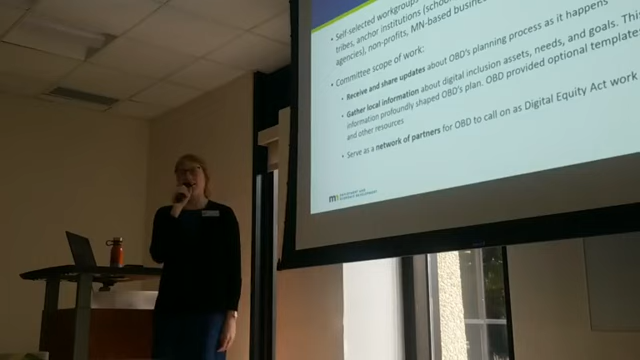 • Self-selected workgroups
tribes, anchor institutions (schools
agencies), non-profits, MN-based busine
• Committee scope of work:
• Receive and share updates about OBD's planning process as it happens
• Gather local information about digital inclusion assets, needs, and goals. This
information profoundly shaped OBD's plan. OBD provided optional templates
and other resources
• Serve as a network of partners for OBD to call on as Digital Equity Act work